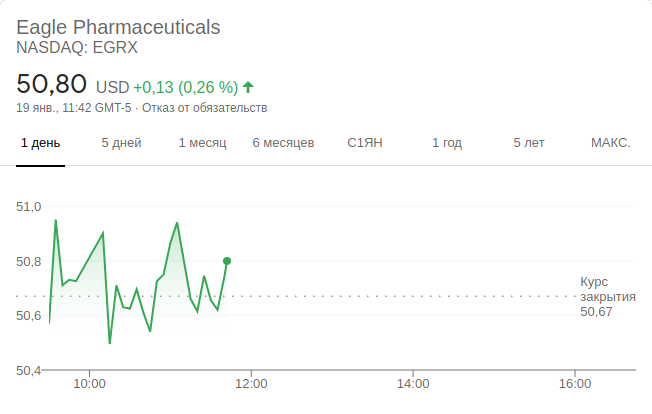 Eagle Pharmaceuticals
NASDAQ: EGRX
50,80 USD +0,13 (0,26 %)
19 янв., 11:42 GMT-5 · Отказ от обязательств
1 день 5 дней 1 месяц 6 месяцев С1ЯН 1 год 5 лет МАКС.
51,0
50,8
Курс
закрытия
50,67
50,6
50,4
10:00 12:00 14:00 16:00